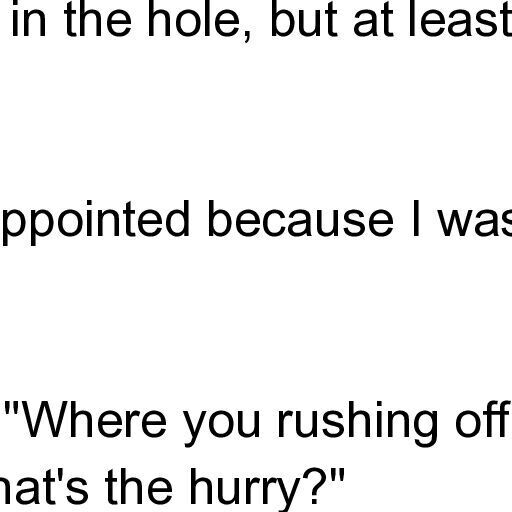 in the hole, but at least
ppointed because I was
"Where you rushing off
hat's the hurry?"